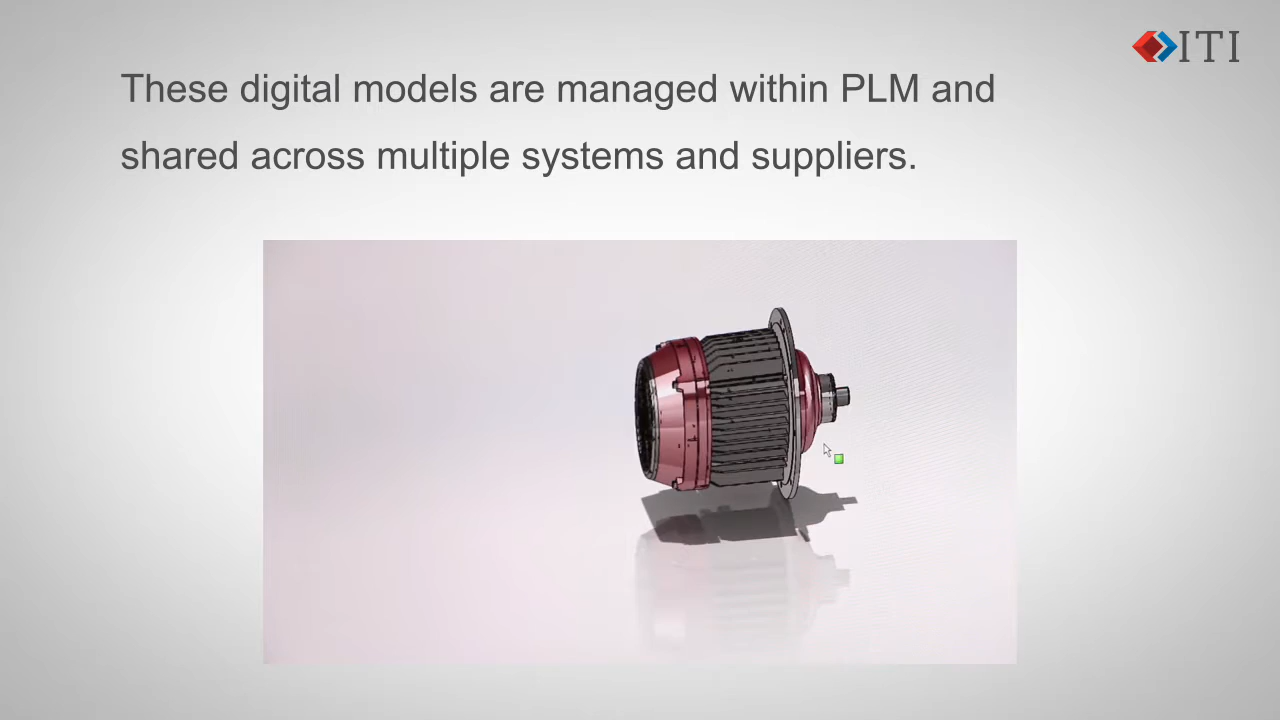 ITI
These digital models are managed within PLM and
shared across multiple systems and suppliers.